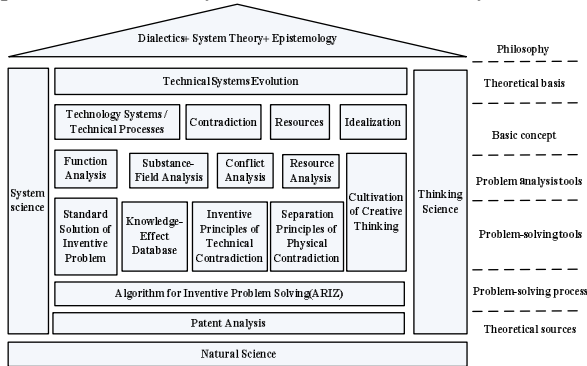 Dialectics+ System Theory+ Epistemology
Philosophy
Technical Systems Evolution
Theoretical basis
Technology Systems /
Technical Processes
Contradiction
Resources
Idealization
Basic concept
Function
Analysis
Substance-
Field Analysis
Conflict
Analysis
Resource
Analysis
Problem analysis tools
System
science
Cultivation
of Creative
Thinking
Thinking
Science
Standard
Solution of
Inventive
Problem
Knowledge-
Effect
Database
Inventive
Principles of
Technical
Contradiction
Separation
Principles of
Physical
Contradiction
Problem-solving tools
Algorithm for Inventive Problem Solving(ARIZ)
Problem-solving process
Patent Analysis
Theoretical sources
Natural Science